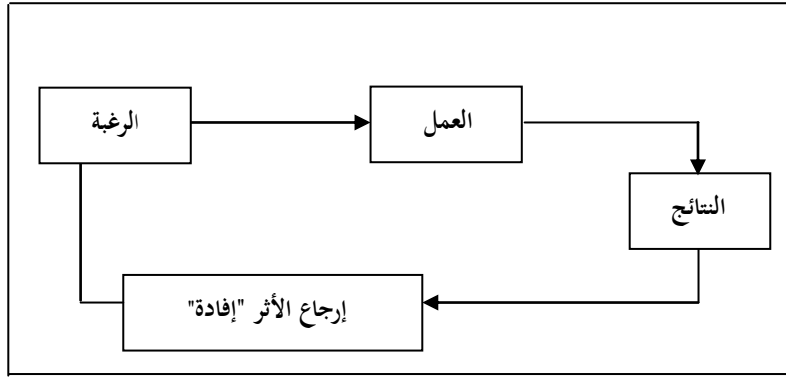 الرغبة
العمل
النتائج
إرجاع الأثر "إفادة"